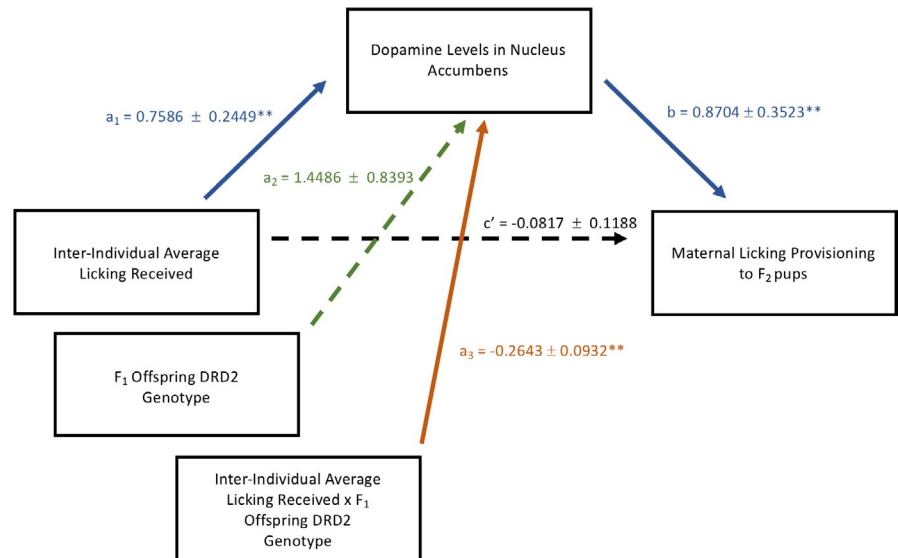 Dopamine Levels in Nucleus
Accumbens
a₁ = 0.7586 ± 0.2449**
b = 0.8704 ± 0.3523**
a₂ = 1.4486 ± 0.8393
c’ = -0.0817 ± 0.1188
Inter-Individual Average
Licking Received
Maternal Licking Provisioning
to F₂ pups
a₃ = -0.2643 ± 0.0932**
F₁ Offspring DRD2
Genotype
Inter-Individual Average
Licking Received x F₁
Offspring DRD2
Genotype